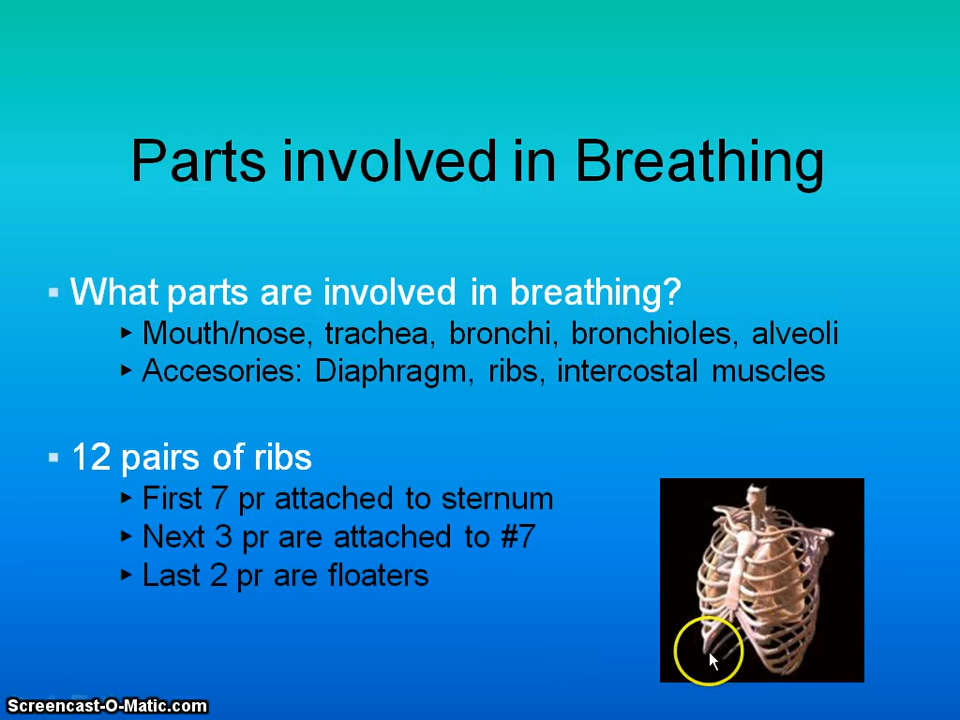 Parts involved in Breathing
▪ What parts are involved in breathing?
‣ Mouth/nose, trachea, bronchi, bronchioles, alveoli
‣ Accesories: Diaphragm, ribs, intercostal muscles
▪ 12 pairs of ribs
‣ First 7 pr attached to sternum
‣ Next 3 pr are attached to #7
‣ Last 2 pr are floaters
Screencast-O-Matic.com